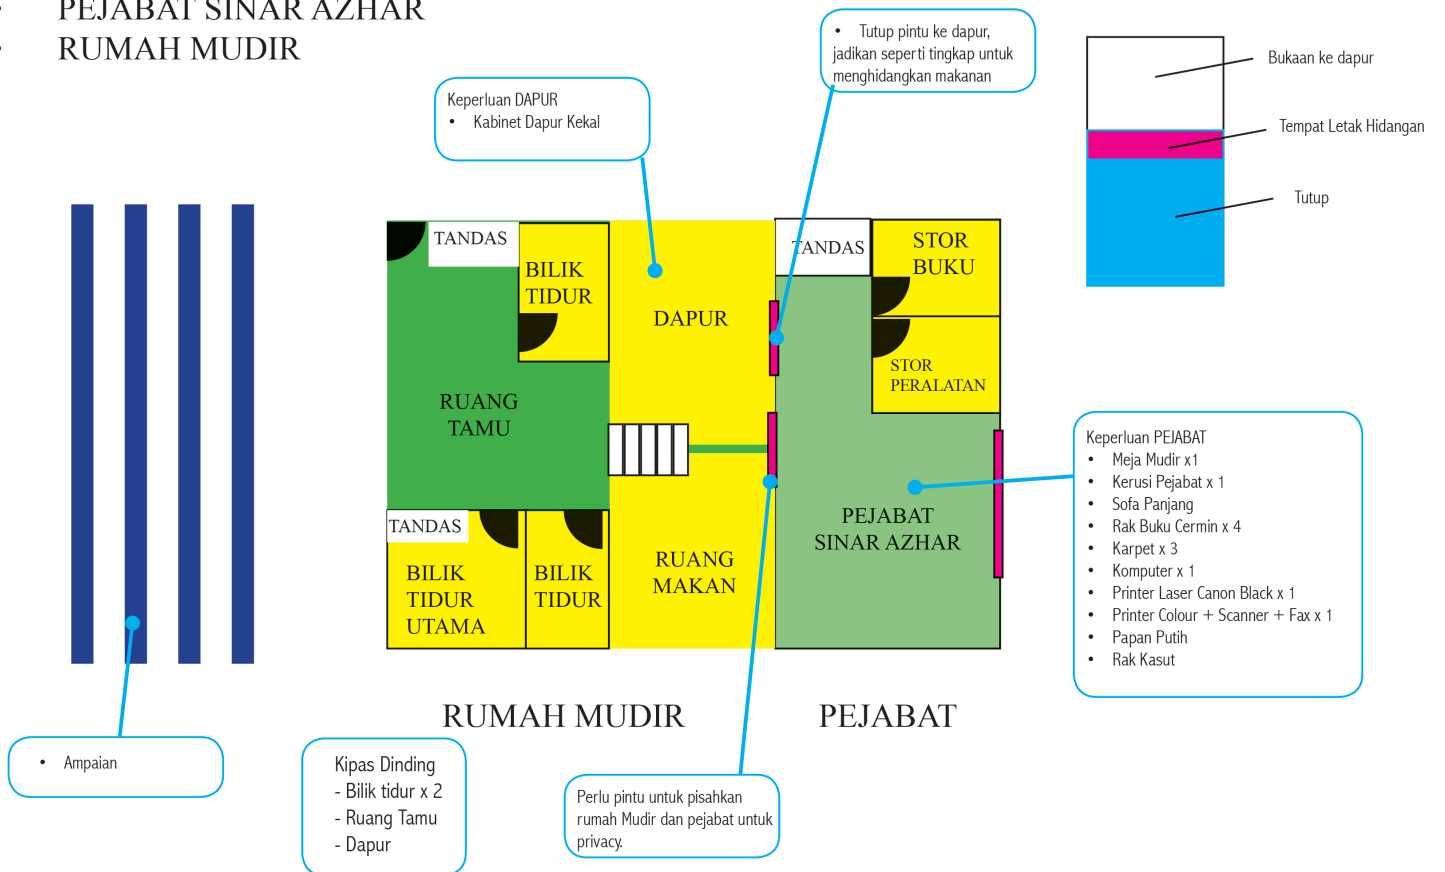 • PEJABAT SINAR AZHAR
• RUMAH MUDIR
• Tutup pintu ke dapur,
jadikan seperti tingkap untuk
menghidangkan makanan
Bukaan ke dapur
Tempat Letak Hidangan
Tutup
Keperluan DAPUR
• Kabinet Dapur Kekal
TANDAS
BILIK
TIDUR
DAPUR
TANDAS
STOR
BUKU
STOR
PERALATAN
RUANG
TAMU
TANDAS
BILIK
TIDUR
UTAMA
BILIK
TIDUR
RUANG
MAKAN
PEJABAT
SINAR AZHAR
Keperluan PEJABAT
• Meja Mudir x1
• Kerusi Pejabat x 1
• Sofa Panjang
• Rak Buku Cermin x 4
• Karpet x 3
• Komputer x 1
• Printer Laser Canon Black x 1
• Printer Colour + Scanner + Fax x 1
• Papan Putih
• Rak Kasut
RUMAH MUDIR
PEJABAT
• Ampaian
Kipas Dinding
- Bilik tidur x 2
- Ruang Tamu
- Dapur
Perlu pintu untuk pisahkan
rumah Mudir dan pejabat untuk
privacy.